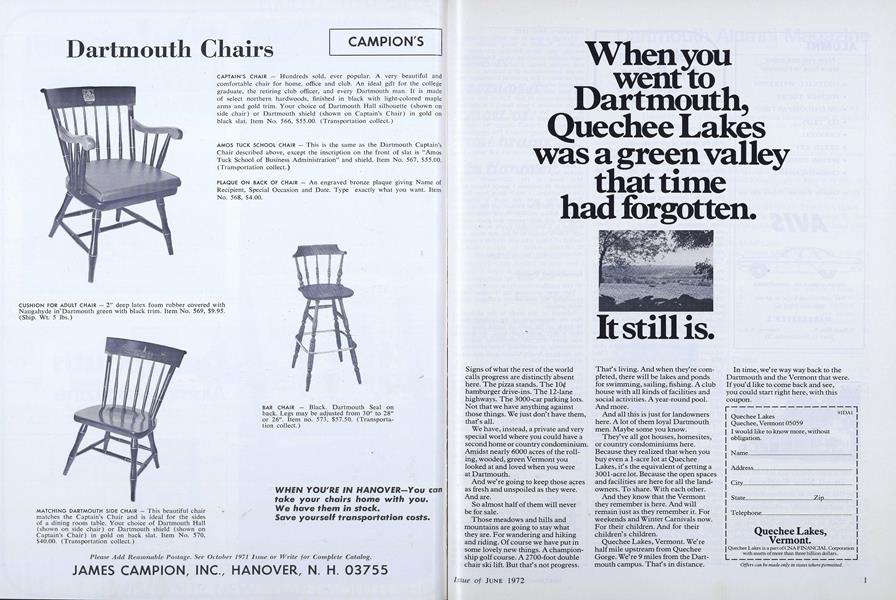 Dartmouth Chairs
CAMPION'S
CAPTAIN'S CHAIR — Hundreds sold, ever popular. A very beautiful and
comfortable chair for home, office and club. An ideal gift for the college
graduate, the retiring club officer, and every Dartmouth man. It is made
of select northern hardwoods, finished in black with light-colored maple
arms and gold trim. Your choice of Dartmouth Hall silhouette (shown on
side chair) or Dartmouth shield (shown on Captain's Chair) in gold on
black slat. Item No. 566, $55.00. (Transportation collect.)
AMOS TUCK SCHOOL CHAIR — This is the same as the Dartmouth Captain's
Chair described above, except the inscription on the front of slat is "Amos
Tuck School of Business Administration" and shield. Item No. 567, $55.00.
(Transportation collect.)
PLAQUE ON BACK OF CHAIR — An engraved bronze plaque giving Name of
Recipient, Special Occasion and Date. Type exactly what you want. Item
No. 568, $4.00.
CUSHION FOR ADULT CHAIR — 2" deep latex foam rubber covered with
Naugahyde in Dartmouth green with black trim. Item No. 569, $9.95.
(Ship. Wt. 5 lbs.)
BAR CHAIR — Black. Dartmouth Seal on
back. Legs may be adjusted from 30" to 28"
or 26". Item no. 573, $57.50. (Transporta-
tion collect.)
MATCHING DARTMOUTH SIDE CHAIR — This beautiful chair
matches the Captain's Chair and is ideal for the sides
of a dining room table. Your choice of Dartmouth Hall
(shown on side chair) or Dartmouth shield (shown on
Captain's Chair) in gold on back slat. Item No. 570,
$40.00. (Transportation collect.)
WHEN YOU'RE IN HANOVER—You can
take your chairs home with you.
We have them in stock.
Save yourself transportation costs.
Please Add Reasonable Postage. See October 1971 Issue or Write for Complete Catalog.
JAMES CAMPION, INC., HANOVER, N. H. 03755
When you
went to
Dartmouth,
Quechee Lakes
was a green valley
that time
had forgotten.
It still is.
Signs of what the rest of the world
calls progress are distinctly absent
here. The pizza stands. The 10¢
hamburger drive-ins. The 12-lane
highways. The 3000-car parking lots.
Not that we have anything against
those things. We just don't have them,
that's all.
We have, instead, a private and very
special world where you could have a
second home or country condominium.
Amidst nearly 6000 acres of the roll-
ing, wooded, green Vermont you
looked at and loved when you were
at Dartmouth.
And we're going to keep those acres
as fresh and unspoiled as they were.
And are.
So almost half of them will never
be for sale.
Those meadows and hills and
mountains are going to stay what
they are. For wandering and hiking
and riding. Of course we have put in
some lovely new things. A champion-
ship golf course. A 2700-foot double
chair ski lift. But that's not progress.
That's living. And when they're com-
pleted, there will be lakes and ponds
for swimming, sailing, fishing. A club
house with all kinds of facilities and
social activities. A year-round pool.
And more.
And all this is just for landowners
here. A lot of them loyal Dartmouth
men. Maybe some you know.
They've all got houses, homesites,
or country condominiums here.
Because they realized that when you
buy even a 1-acre lot at Quechee
Lakes, it's the equivalent of getting a
3001-acre lot. Because the open spaces
and facilities are here for all the land-
owners. To share. With each other.
And they know that the Vermont
they remember is here. And will
remain just as they remember it. For
weekends and Winter Carnivals now.
For their children. And for their
children's children.
Quechee Lakes, Vermont. We're
half mile upstream from Quechee
Gorge. We're 9 miles from the Dart-
mouth campus. That's in distance.
In time, we're way way back to the
Dartmouth and the Vermont that were.
If you'd like to come back and see,
you could start right here, with this
coupon.
#IDA1
Quechee Lakes
Quechee, Vermont 05059
I would like to know more, without
obligation.
Name
Address
City
State Zip
Telephone
Quechee Lakes,
Vermont.
Quechee Lakes is a part of CNA FINANCIAL Corporation
with assets of more than three billion dollars.
Offers can be made only in states where permitted.
Issue of JUNE 1972
1